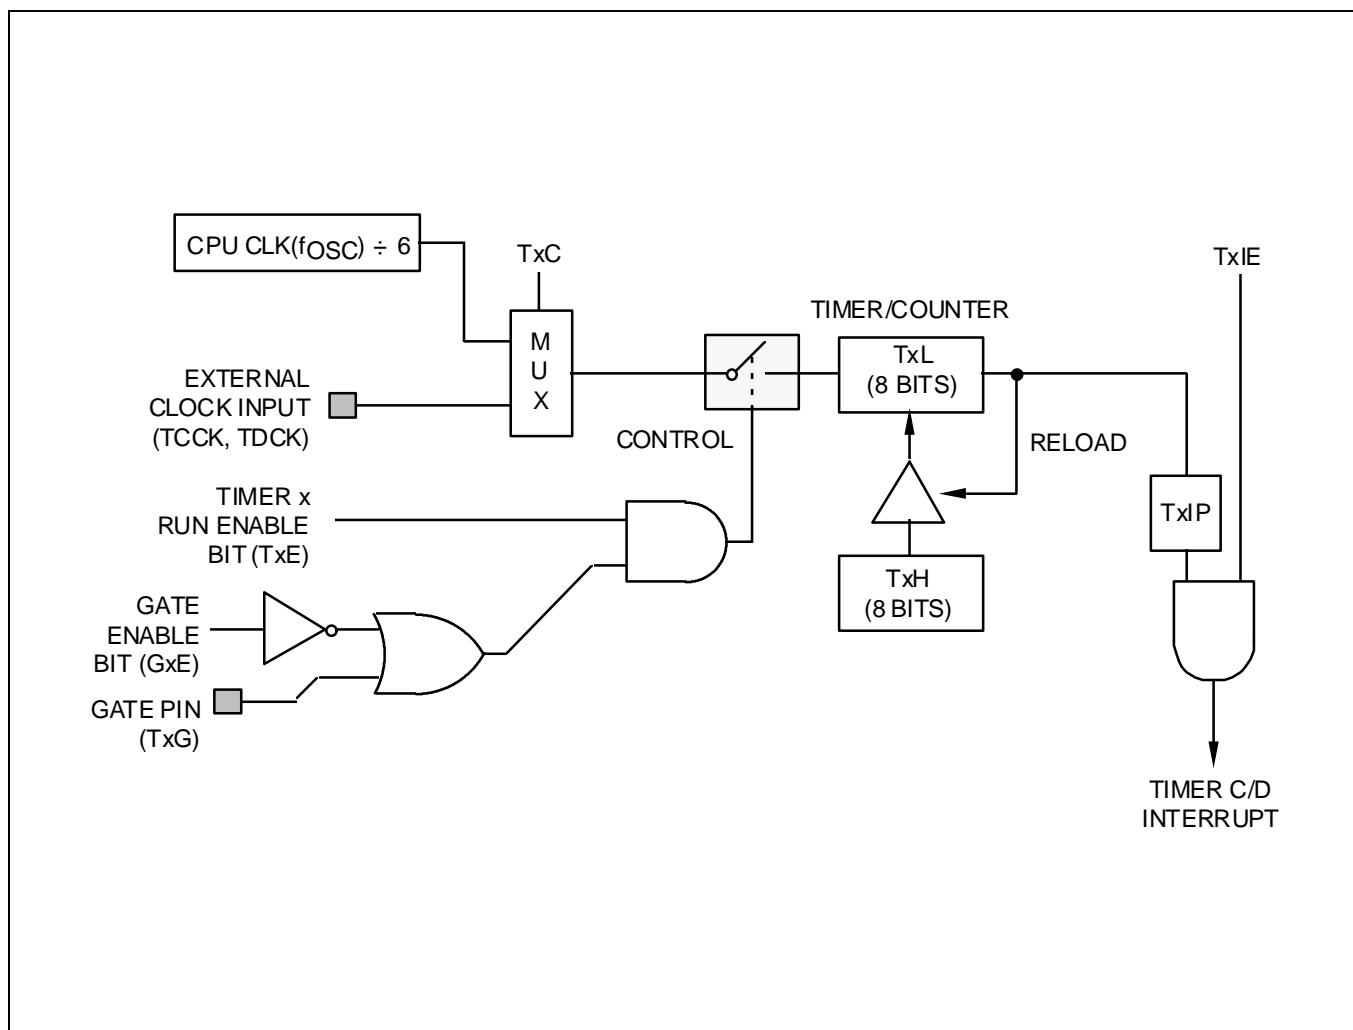 CPU CLK(fOSC) ÷ 6
TxC
TxIE
TIMER/COUNTER
M
U
X
TxL
(8 BITS)
EXTERNAL
CLOCK INPUT
(TCCK, TDCK)
CONTROL
RELOAD
TIMER x
RUN ENABLE
BIT (TxE)
TxIP
TxH
(8 BITS)
GATE
ENABLE
BIT (GxE)
GATE PIN
(TxG)
TIMER C/D
INTERRUPT